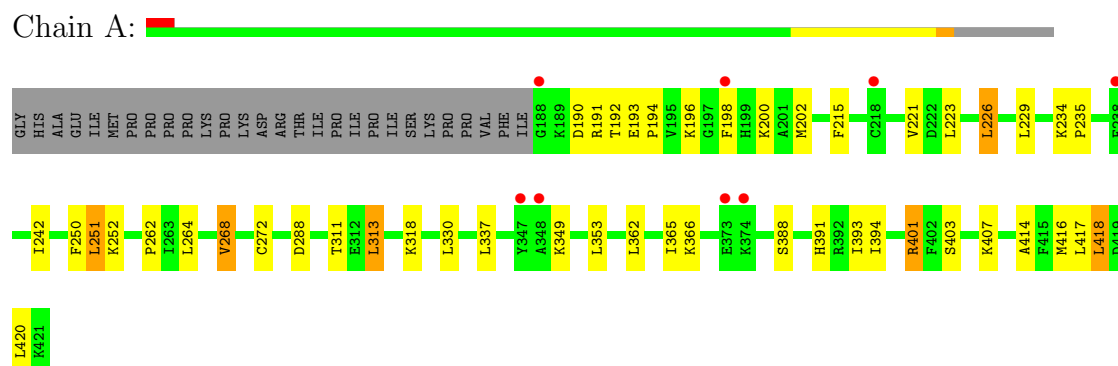 Chain A:
GLY HIS ALA GLU ILE MET PRO PRO PRO PRO LYS PRO LYS ASP ARG THR ILE PRO ILE PRO ILE SER LYS PRO PRO VAL PHE ILE G188 K189 D190 R191 T192 E193 P194 V195 K196 G197 F198 H199 K200 A201 M202 F215 C218 V221 D222 L223 L226 L229 K234 P235
I242 F250 L251 K252 P262 I263 L264 V268 C272 D288 T311 E312 L313 K318 L330 L337 Y347 A348 K349 L353 L362 I365 K366 E373 K374 S388 H391 R392 I393 I394 R401 F402 S403 K407 A414 F415 M416 L417 L418
L420 K421